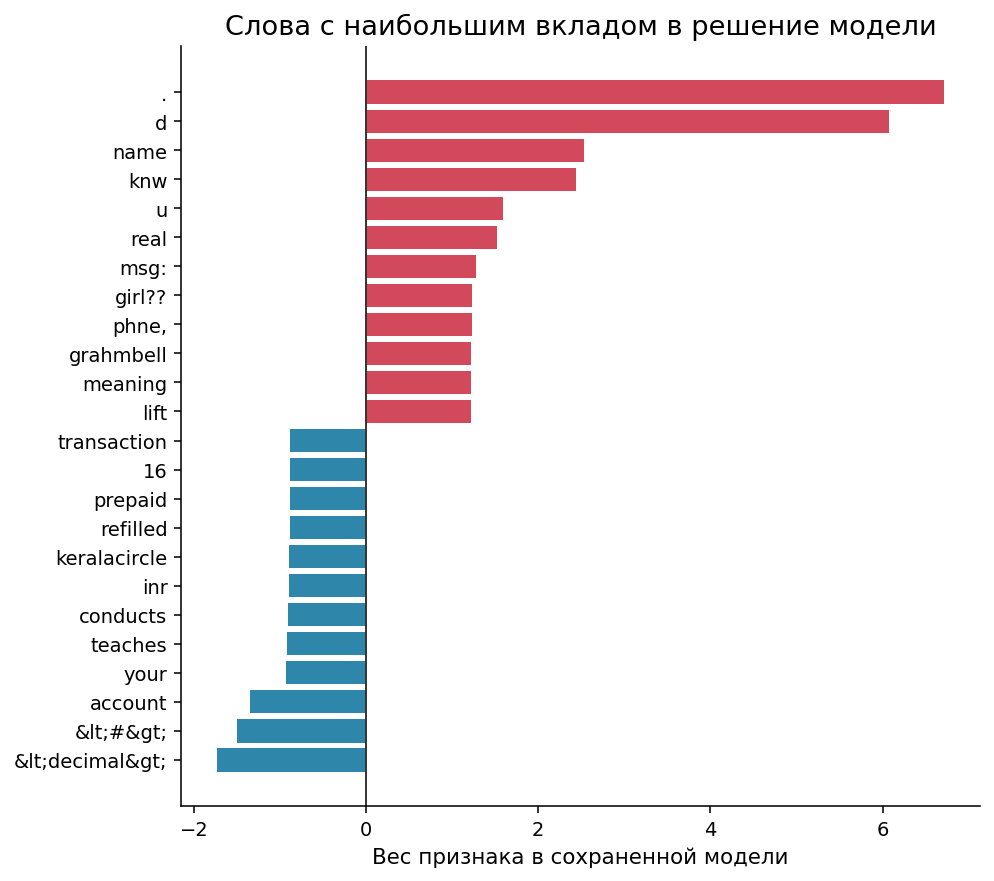 Слова с наибольшим вкладом в решение модели
.
d
name
knw
u
real
msg:
girl??
phne,
grahmbell
meaning
lift
transaction
16
prepaid
refilled
keralacircle
inr
conducts
teaches
your
account
&lt;#&gt;
&lt;decimal&gt;
−2 0 2 4 6
Вес признака в сохраненной модели